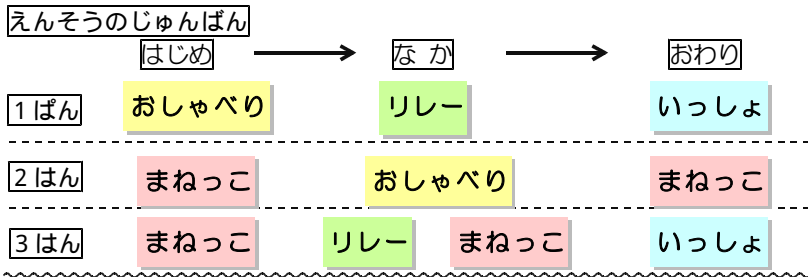 えんそうのじゅんばん
はじめ なか おわり
1ぱん おしゃべり リレー いっしょ
2はん まねっこ おしゃべり まねっこ
3はん まねっこ リレー まねっこ いっしょ